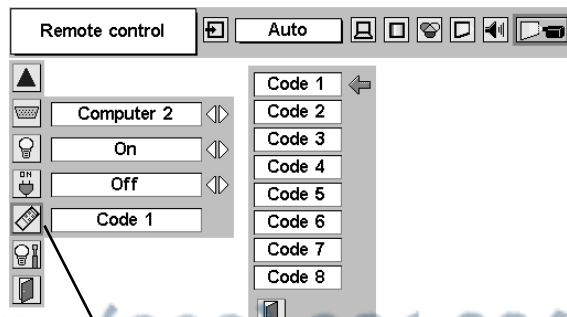 Remote control
Auto
Computer 2
On
ON
Off
Code 1
Code 1
Code 2
Code 3
Code 4
Code 5
Code 6
Code 7
Code 8